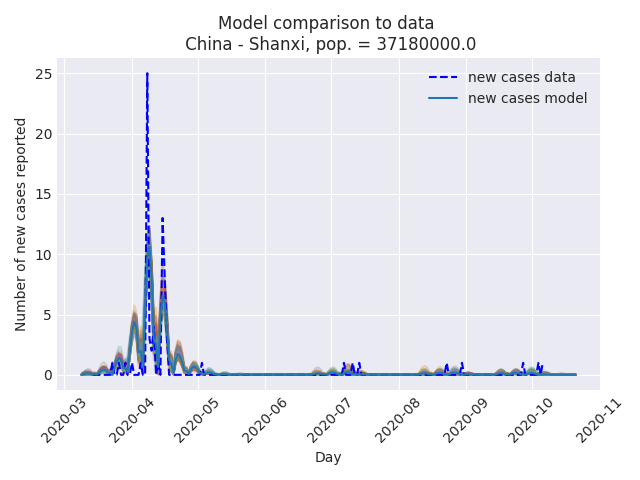 Model comparison to data
China - Shanxi, pop. = 37180000.0
new cases data
new cases model
Number of new cases reported
25
20
15
10
5
0
2020-03
2020-04
2020-05
2020-06
2020-07
2020-08
2020-09
2020-10
2020-11
Day